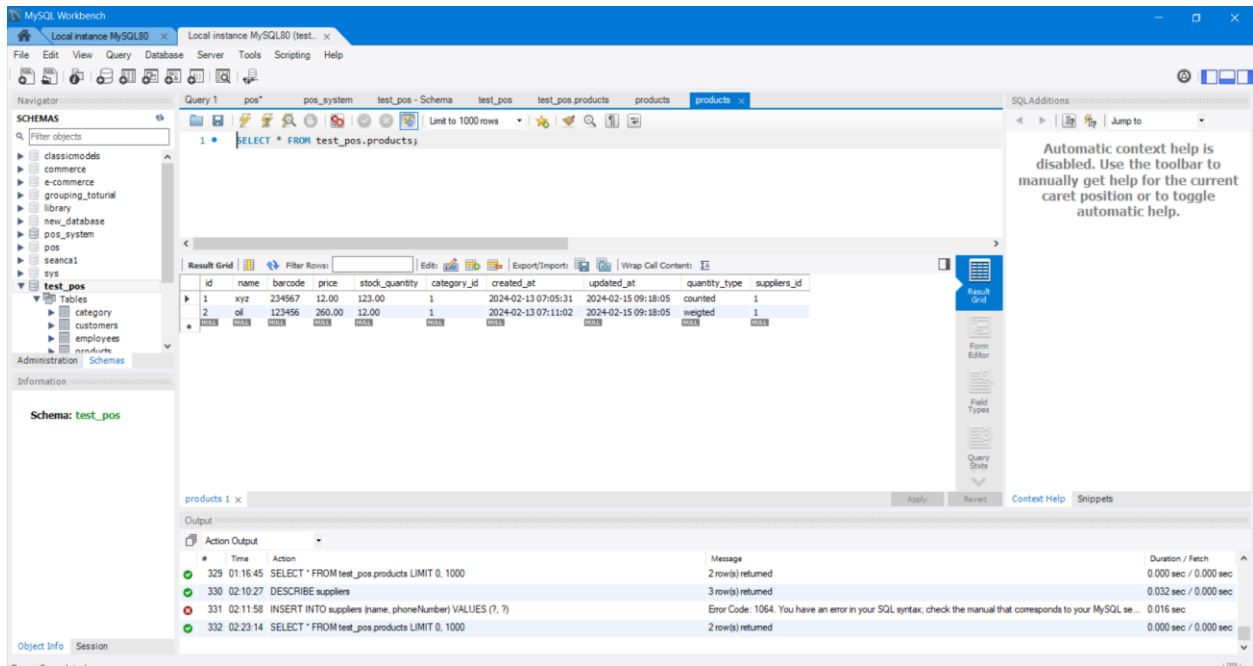 MySQL Workbench
Local instance MySQL80 × Local instance MySQL80 (test_ ×
File Edit View Query Database Server Tools Scripting Help
Navigator
SCHEMAS
Filter objects
classicmodels
commerce
e-commerce
grouping_toturial
library
new_database
pos_system
pos
seanca1
sys
test_pos
Tables
category
customers
employees
products
Administration Schemas
Information
Schema: test_pos
Object Info Session
Query 1 pos* pos_system test_pos - Schema test_pos test_pos.products products products ×
Limit to 1000 rows
1 SELECT * FROM test_pos.products;
Result Grid Filter Rows: Edit: Export/Import: Wrap Cell Content:
id name barcode price stock_quantity category_id created_at updated_at quantity_type suppliers_id
1 xyz 234567 12.00 123.00 1 2024-02-13 07:05:31 2024-02-15 09:18:05 counted 1
2 oil 123456 260.00 12.00 1 2024-02-13 07:11:02 2024-02-15 09:18:05 weigted 1
NULL NULL NULL NULL NULL NULL NULL NULL NULL NULL
Result
Grid
Form
Editor
Field
Types
Query
Stats
products 1 × Apply Revert
SQLAdditions
Jump to
Automatic context help is
disabled. Use the toolbar to
manually get help for the current
caret position or to toggle
automatic help.
Context Help Snippets
Output
Action Output
# Time Action Message Duration / Fetch
329 01:16:45 SELECT * FROM test_pos.products LIMIT 0, 1000 2 row(s) returned 0.000 sec / 0.000 sec
330 02:10:27 DESCRIBE suppliers 3 row(s) returned 0.032 sec / 0.000 sec
331 02:11:58 INSERT INTO suppliers (name, phoneNumber) VALUES (?, ?) Error Code: 1064. You have an error in your SQL syntax; check the manual that corresponds to your MySQL se... 0.016 sec
332 02:23:14 SELECT * FROM test_pos.products LIMIT 0, 1000 2 row(s) returned 0.000 sec / 0.000 sec